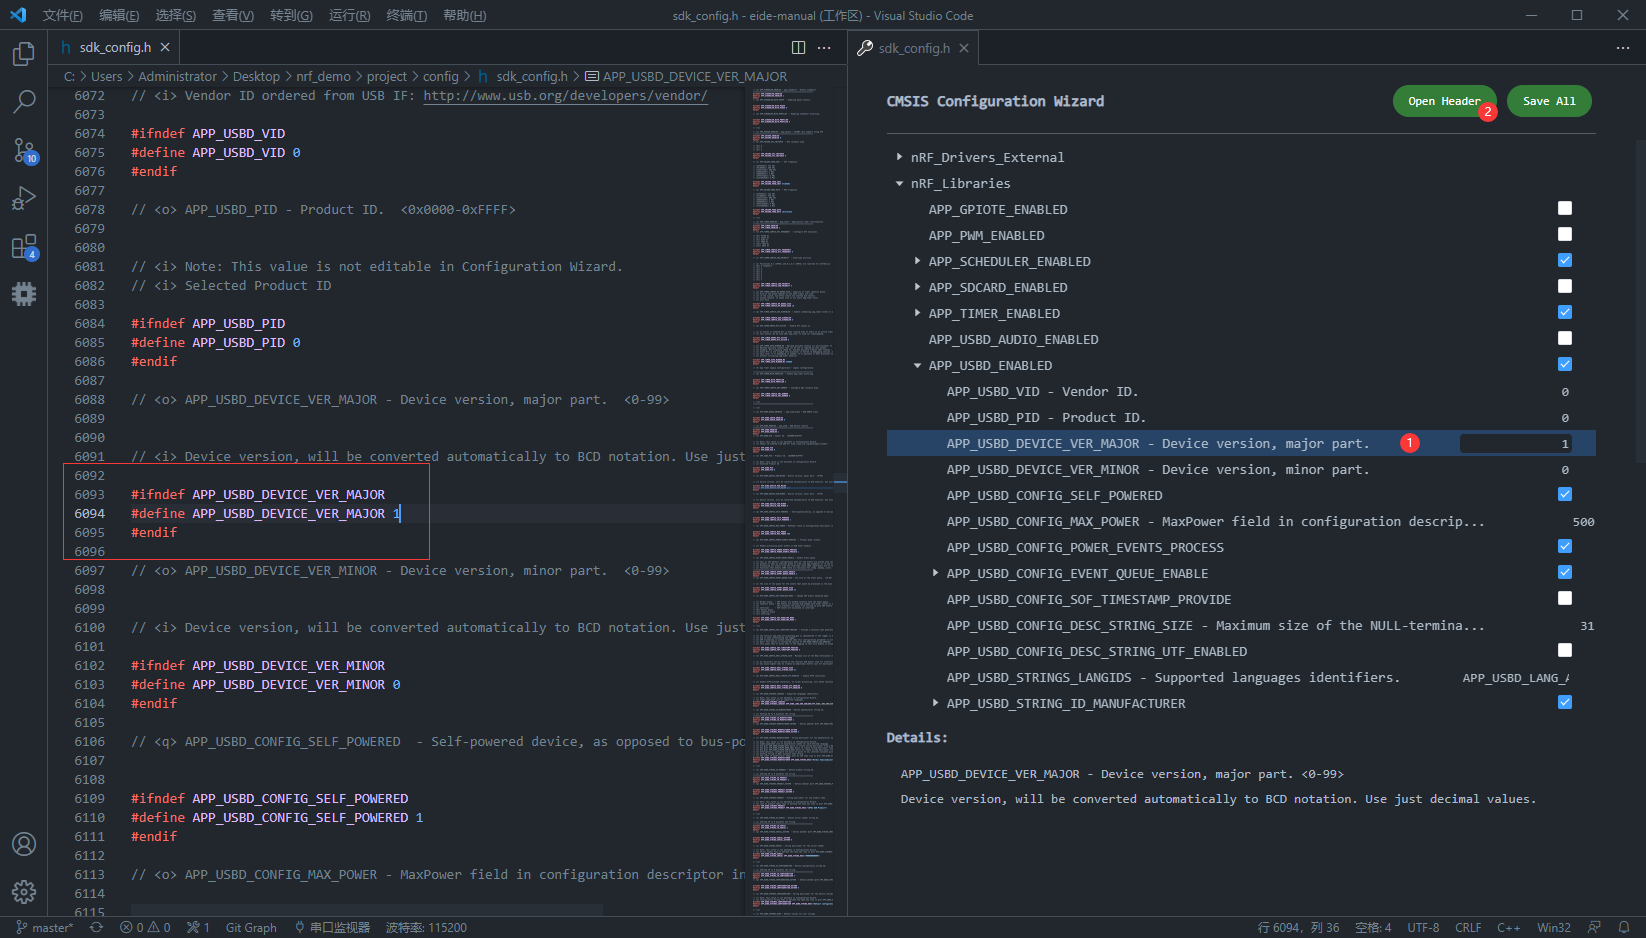 文件(F) 编辑(E) 选择(S) 查看(V) 转到(G) 运行(R) 终端(T) 帮助(H)
sdk_config.h - eide-manual (工作区) - Visual Studio Code
10
4
h sdk_config.h
C: > Users > Administrator > Desktop > nrf_demo > project > config > h sdk_config.h > APP_USBD_DEVICE_VER_MAJOR
6072 // <i> Vendor ID ordered from USB IF: http://www.usb.org/developers/vendor/
6073
6074 #ifndef APP_USBD_VID
6075 #define APP_USBD_VID 0
6076 #endif
6077
6078 // <o> APP_USBD_PID - Product ID.  <0x0000-0xFFFF>
6079
6080
6081 // <i> Note: This value is not editable in Configuration Wizard.
6082 // <i> Selected Product ID
6083
6084 #ifndef APP_USBD_PID
6085 #define APP_USBD_PID 0
6086 #endif
6087
6088 // <o> APP_USBD_DEVICE_VER_MAJOR - Device version, major part.  <0-99>
6089
6090
6091 // <i> Device version, will be converted automatically to BCD notation. Use just
6092
6093 #ifndef APP_USBD_DEVICE_VER_MAJOR
6094 #define APP_USBD_DEVICE_VER_MAJOR 1
6095 #endif
6096
6097 // <o> APP_USBD_DEVICE_VER_MINOR - Device version, minor part.  <0-99>
6098
6099
6100 // <i> Device version, will be converted automatically to BCD notation. Use just
6101
6102 #ifndef APP_USBD_DEVICE_VER_MINOR
6103 #define APP_USBD_DEVICE_VER_MINOR 0
6104 #endif
6105
6106 // <q> APP_USBD_CONFIG_SELF_POWERED  - Self-powered device, as opposed to bus-po
6107
6108
6109 #ifndef APP_USBD_CONFIG_SELF_POWERED
6110 #define APP_USBD_CONFIG_SELF_POWERED 1
6111 #endif
6112
6113 // <o> APP_USBD_CONFIG_MAX_POWER - MaxPower field in configuration descriptor in
6114
6115
sdk_config.h
CMSIS Configuration Wizard
Open Header 2
Save All
nRF_Drivers_External
nRF_Libraries
APP_GPIOTE_ENABLED
APP_PWM_ENABLED
APP_SCHEDULER_ENABLED
APP_SDCARD_ENABLED
APP_TIMER_ENABLED
APP_USBD_AUDIO_ENABLED
APP_USBD_ENABLED
APP_USBD_VID - Vendor ID. 0
APP_USBD_PID - Product ID. 0
APP_USBD_DEVICE_VER_MAJOR - Device version, major part. 1 1
APP_USBD_DEVICE_VER_MINOR - Device version, minor part. 0
APP_USBD_CONFIG_SELF_POWERED
APP_USBD_CONFIG_MAX_POWER - MaxPower field in configuration descrip... 500
APP_USBD_CONFIG_POWER_EVENTS_PROCESS
APP_USBD_CONFIG_EVENT_QUEUE_ENABLE
APP_USBD_CONFIG_SOF_TIMESTAMP_PROVIDE
APP_USBD_CONFIG_DESC_STRING_SIZE - Maximum size of the NULL-termina... 31
APP_USBD_CONFIG_DESC_STRING_UTF_ENABLED
APP_USBD_STRINGS_LANGIDS - Supported languages identifiers. APP_USBD_LANG_A
APP_USBD_STRING_ID_MANUFACTURER
Details:
APP_USBD_DEVICE_VER_MAJOR - Device version, major part. <0-99>
Device version, will be converted automatically to BCD notation. Use just decimal values.
master* 0 0 1 Git Graph 串口监视器 波特率: 115200
行 6094，列 36 空格: 4 UTF-8 CRLF C++ Win32